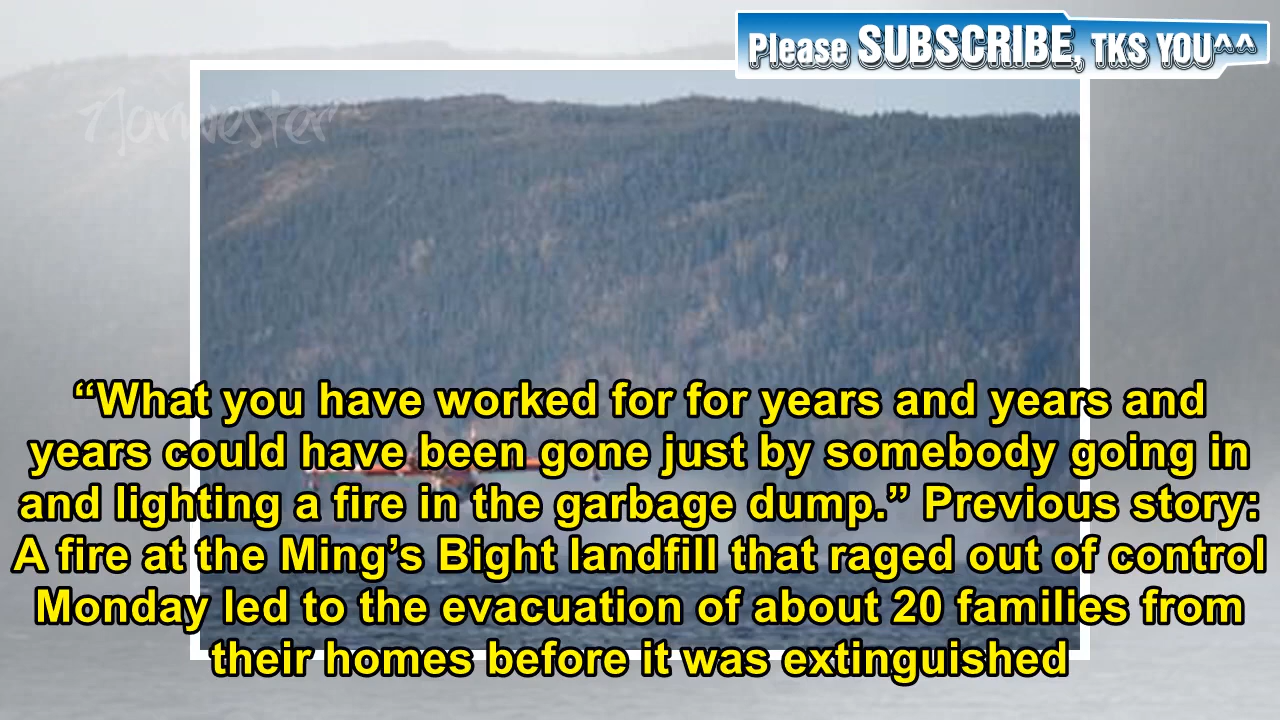 Please SUBSCRIBE, TKS YOU^^
Norwester
“What you have worked for for years and years and
years could have been gone just by somebody going in
and lighting a fire in the garbage dump.” Previous story:
A fire at the Ming’s Bight landfill that raged out of control
Monday led to the evacuation of about 20 families from
their homes before it was extinguished